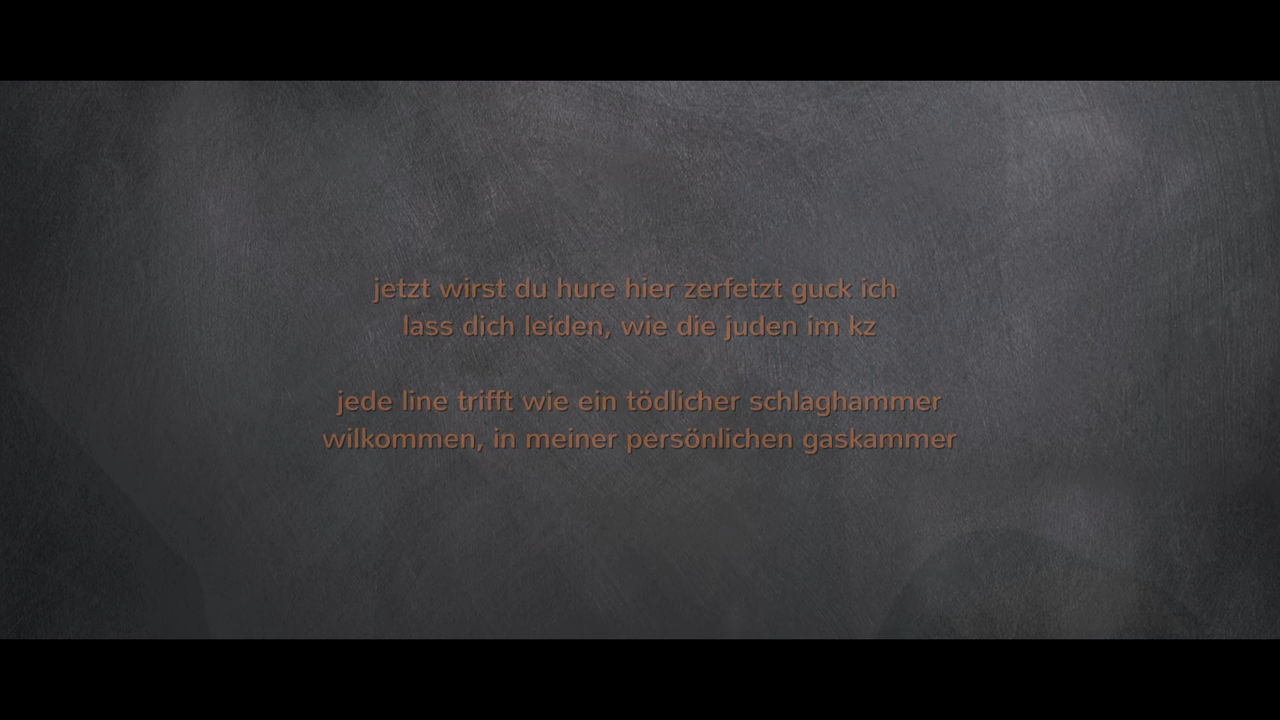 jetzt wirst du hure hier zerfetzt guck ich
lass dich leiden, wie die juden im kz
jede line trifft wie ein tödlicher schlaghammer
wilkommen, in meiner persönlichen gaskammer